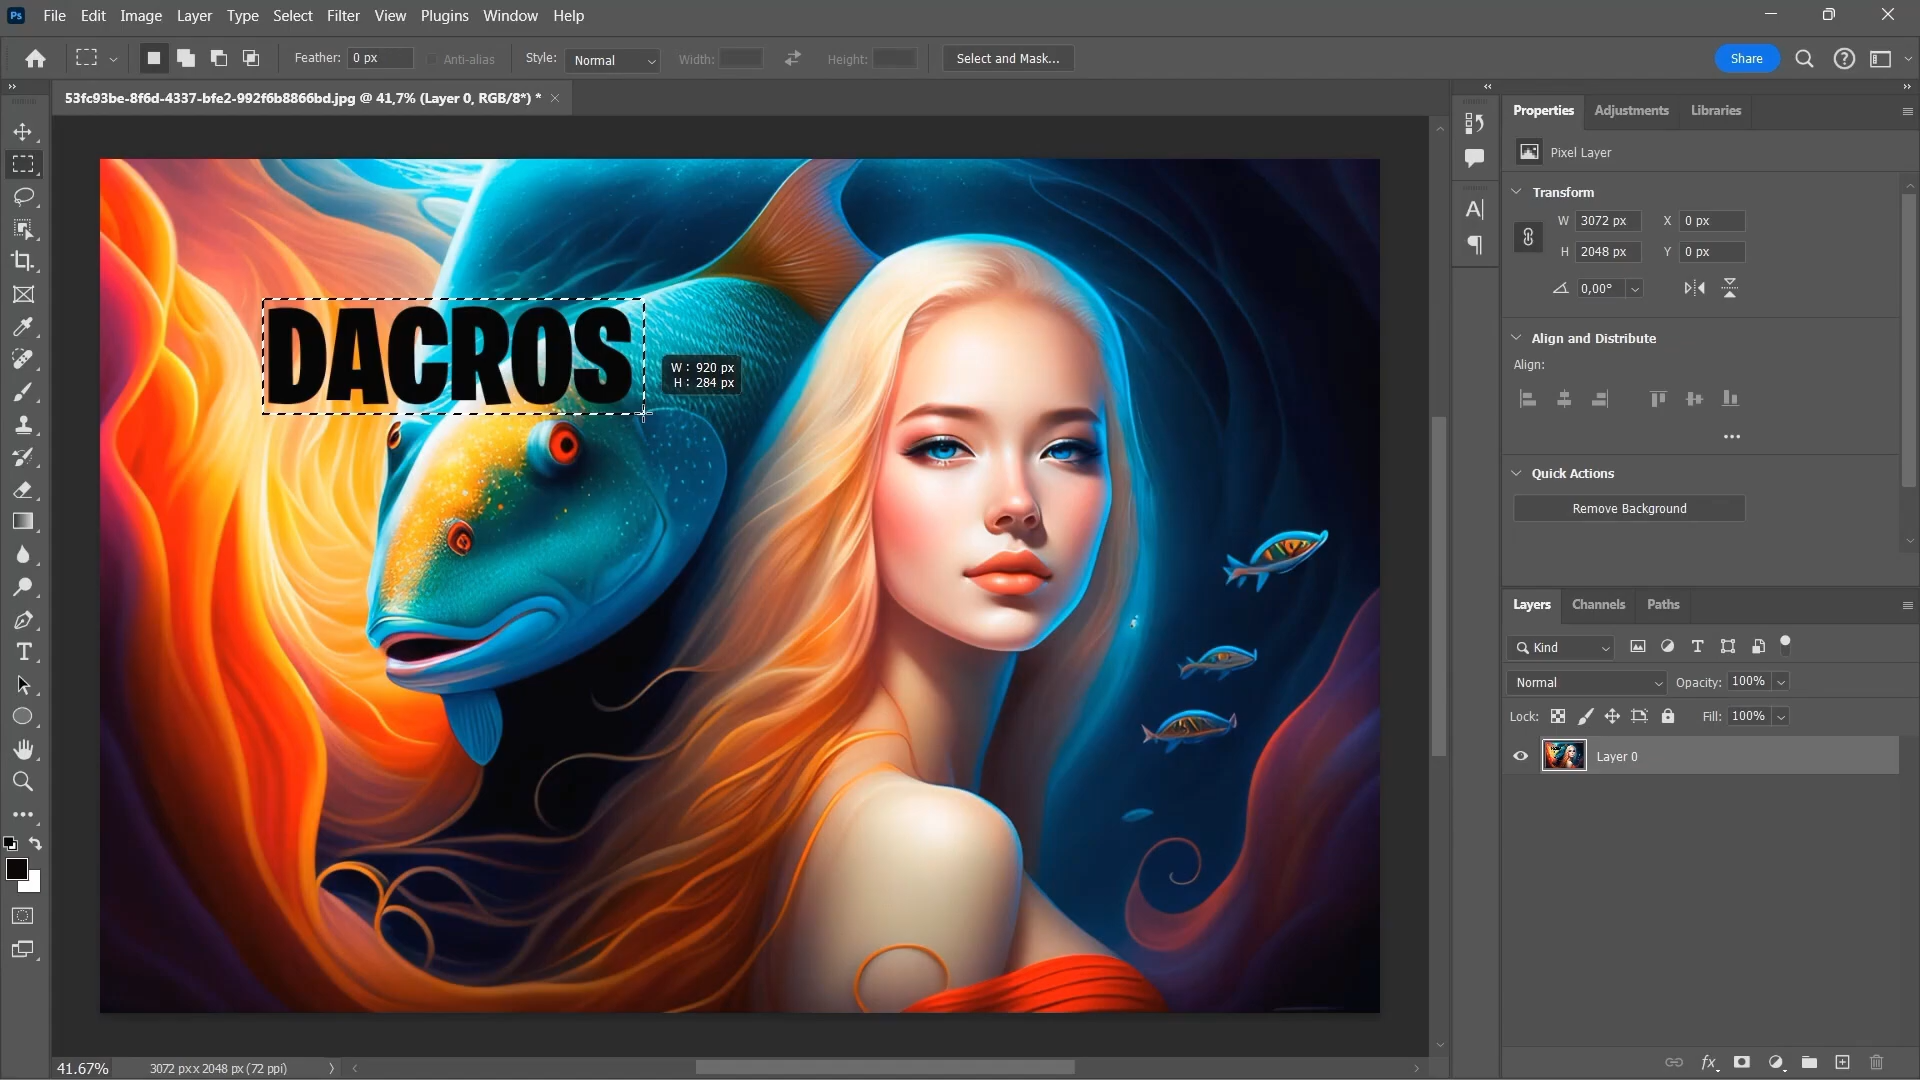 Ps File Edit Image Layer Type Select Filter View Plugins Window Help
Feather: 0 px Anti-alias Style: Normal Width: Height: Select and Mask... Share
53fc93be-8f6d-4337-bfe2-992f6b8866bd.jpg @ 41,7% (Layer 0, RGB/8*) *
DACROS
W : 920 px
H : 284 px
41.67% 3072 px x 2048 px (72 ppi)
Properties Adjustments Libraries
Pixel Layer
Transform
W 3072 px X 0 px
H 2048 px Y 0 px
0,00°
Align and Distribute
Align:
Quick Actions
Remove Background
Layers Channels Paths
Kind
Normal Opacity: 100%
Lock: Fill: 100%
Layer 0